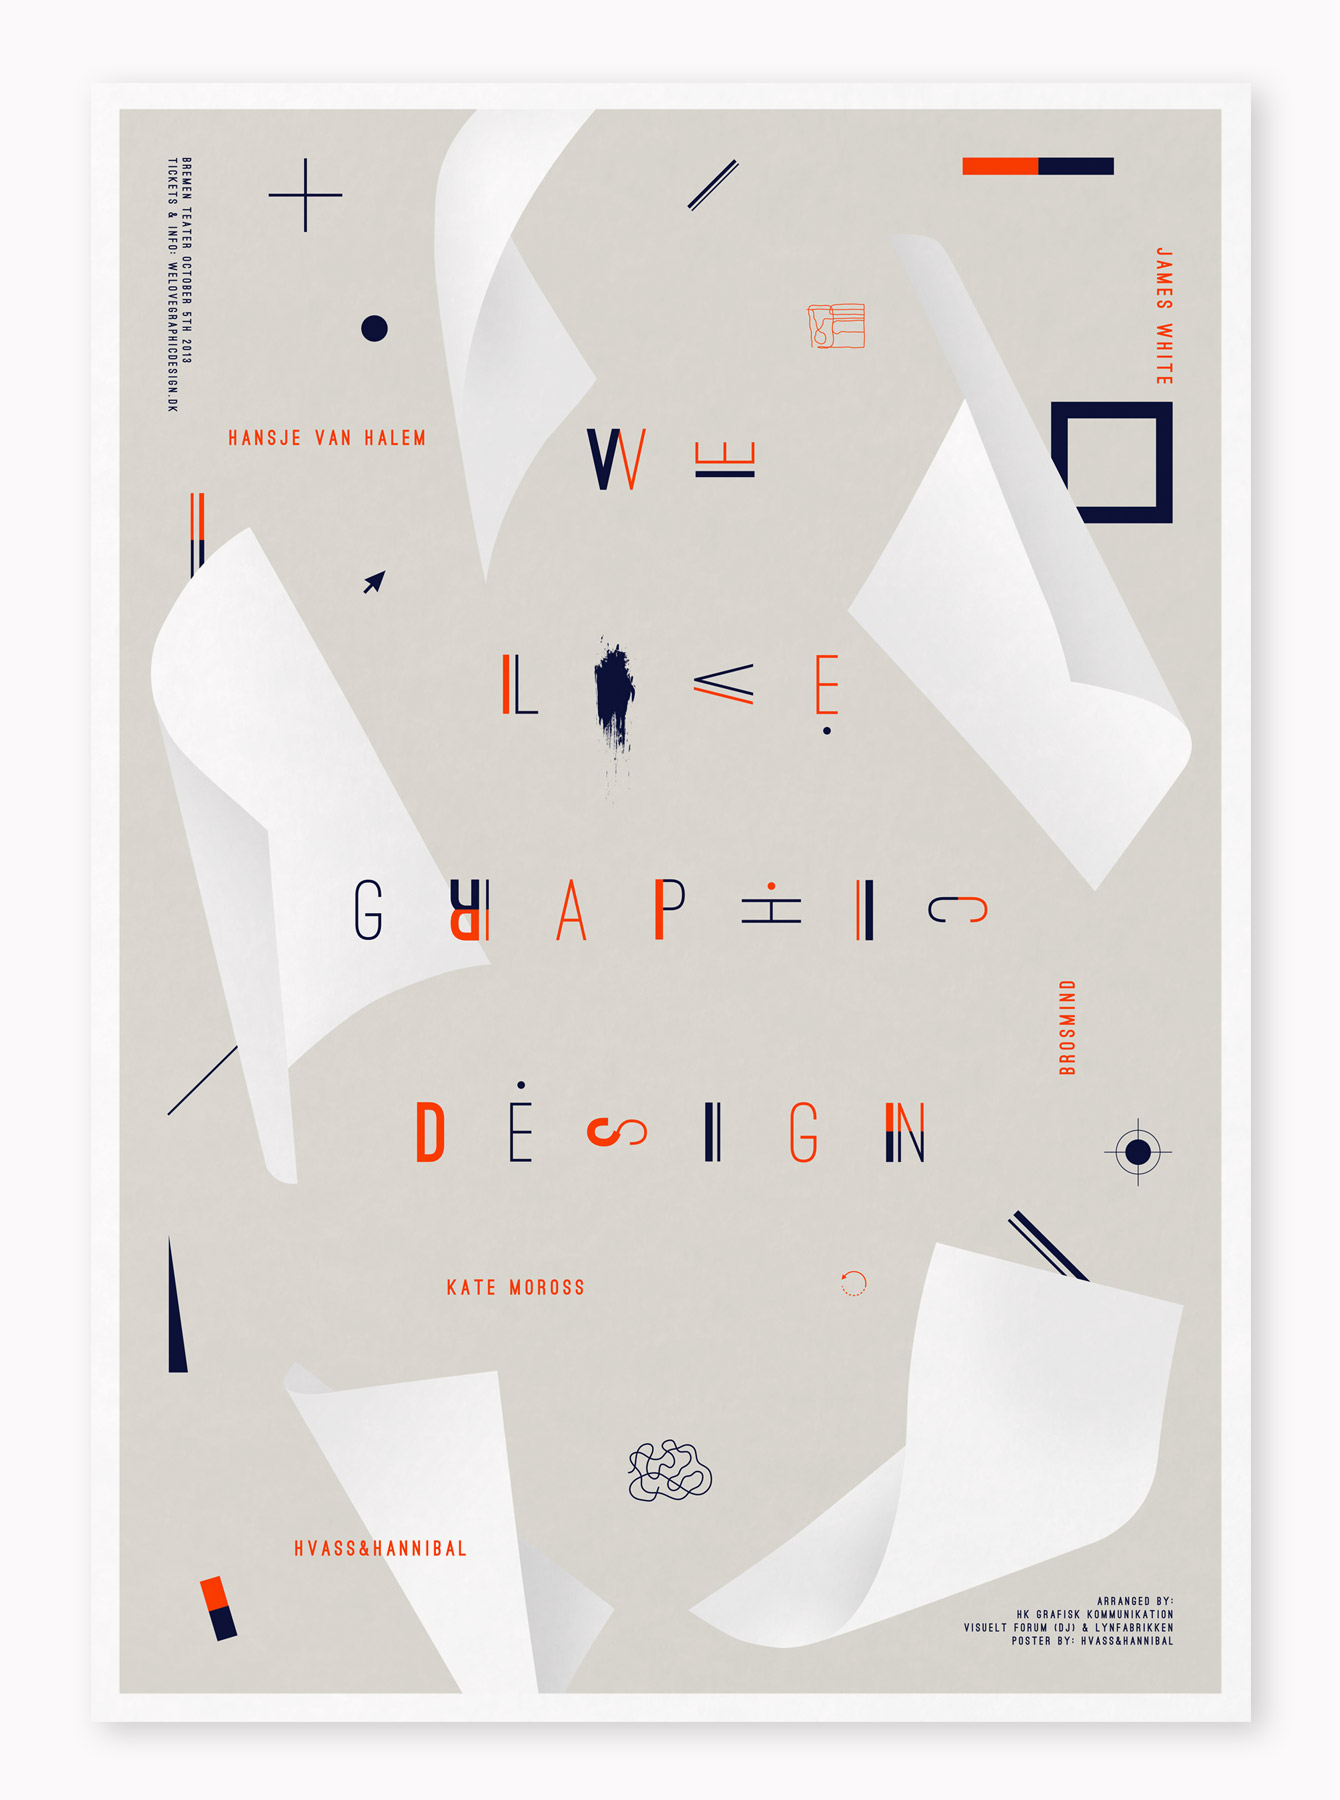 BREMEN TEATER OCTOBER 5TH 2013
TICKETS & INFO: WELOVEGRAPHICDESIGN.DK
JAMES WHITE
HANSJE VAN HALEM
WE
LOVE
GRAPHIC
DESIGN
BROSMIND
KATE MOROSS
HVASS&HANNIBAL
ARRANGED BY:
HK GRAFISK KOMMUNIKATION
VISUELT FORUM (DJ) & LYNFABRIKKEN
POSTER BY: HVASS&HANNIBAL